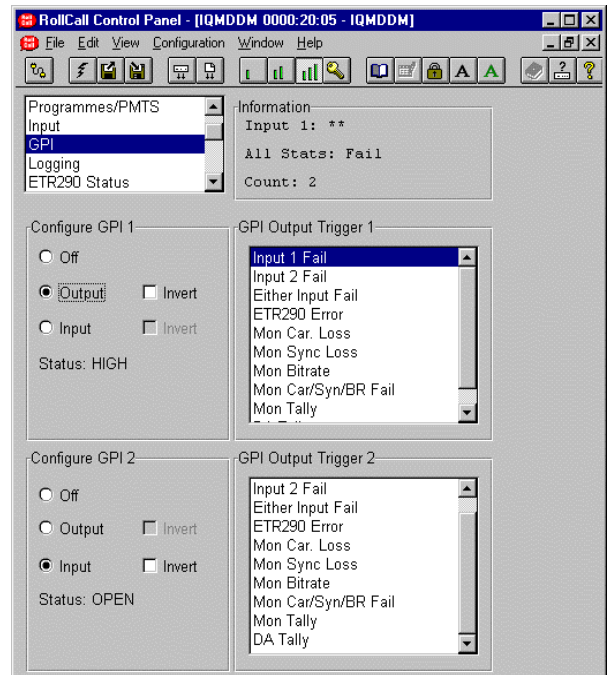 RollCall Control Panel - [IQMDDM 0000:20:05 - IQMDDM]
File Edit View Configuration Window Help
A A
Programmes/PMTS
Input
GPI
Logging
ETR290 Status
Information
Input 1: **
All Stats: Fail
Count: 2
Configure GPI 1
Off
Output Invert
Input Invert
Status: HIGH
GPI Output Trigger 1
Input 1 Fail
Input 2 Fail
Either Input Fail
ETR290 Error
Mon Car. Loss
Mon Sync Loss
Mon Bitrate
Mon Car/Syn/BR Fail
Mon Tally
Configure GPI 2
Off
Output Invert
Input Invert
Status: OPEN
GPI Output Trigger 2
Input 2 Fail
Either Input Fail
ETR290 Error
Mon Car. Loss
Mon Sync Loss
Mon Bitrate
Mon Car/Syn/BR Fail
Mon Tally
DA Tally